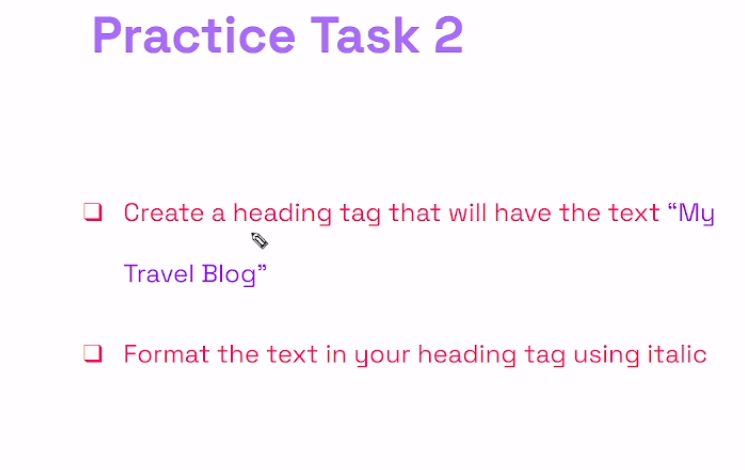 Practice Task 2
❑ Create a heading tag that will have the text “My
Travel Blog”
❑ Format the text in your heading tag using italic